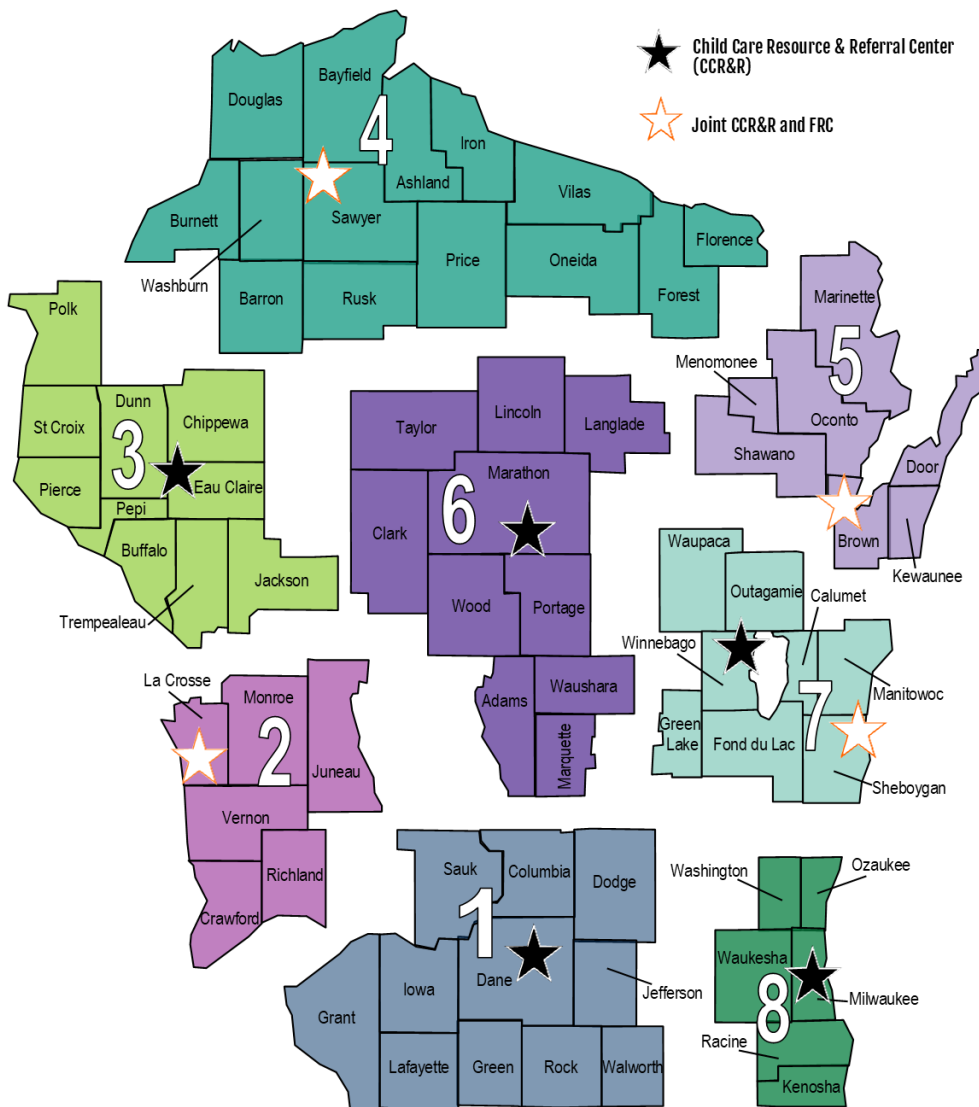 Child Care Resource & Referral Center
(CCR&R)
Joint CCR&R and FRC
Bayfield
Douglas
4
Iron
Ashland
Vilas
Burnett
Sawyer
Florence
Price
Oneida
Washburn
Barron
Rusk
Forest
Polk
Dunn
Chippewa
St Croix
3
Pierce
Eau Claire
Pepi
Buffalo
Jackson
Trempealeau
Lincoln
Taylor
Langlade
Marathon
6
Clark
Wood
Portage
Adams
Waushara
Marquette
Marinette
5
Menomonee
Oconto
Shawano
Door
Brown
Kewaunee
Waupaca
Outagamie
Calumet
Winnebago
7
Manitowoc
Green
Lake
Fond du Lac
Sheboygan
La Crosse
Monroe
2
Juneau
Vernon
Richland
Crawford
Sauk
Columbia
Dodge
1
Dane
Iowa
Jefferson
Grant
Lafayette
Green
Rock
Walworth
Washington
Ozaukee
Waukesha
8
Milwaukee
Racine
Kenosha